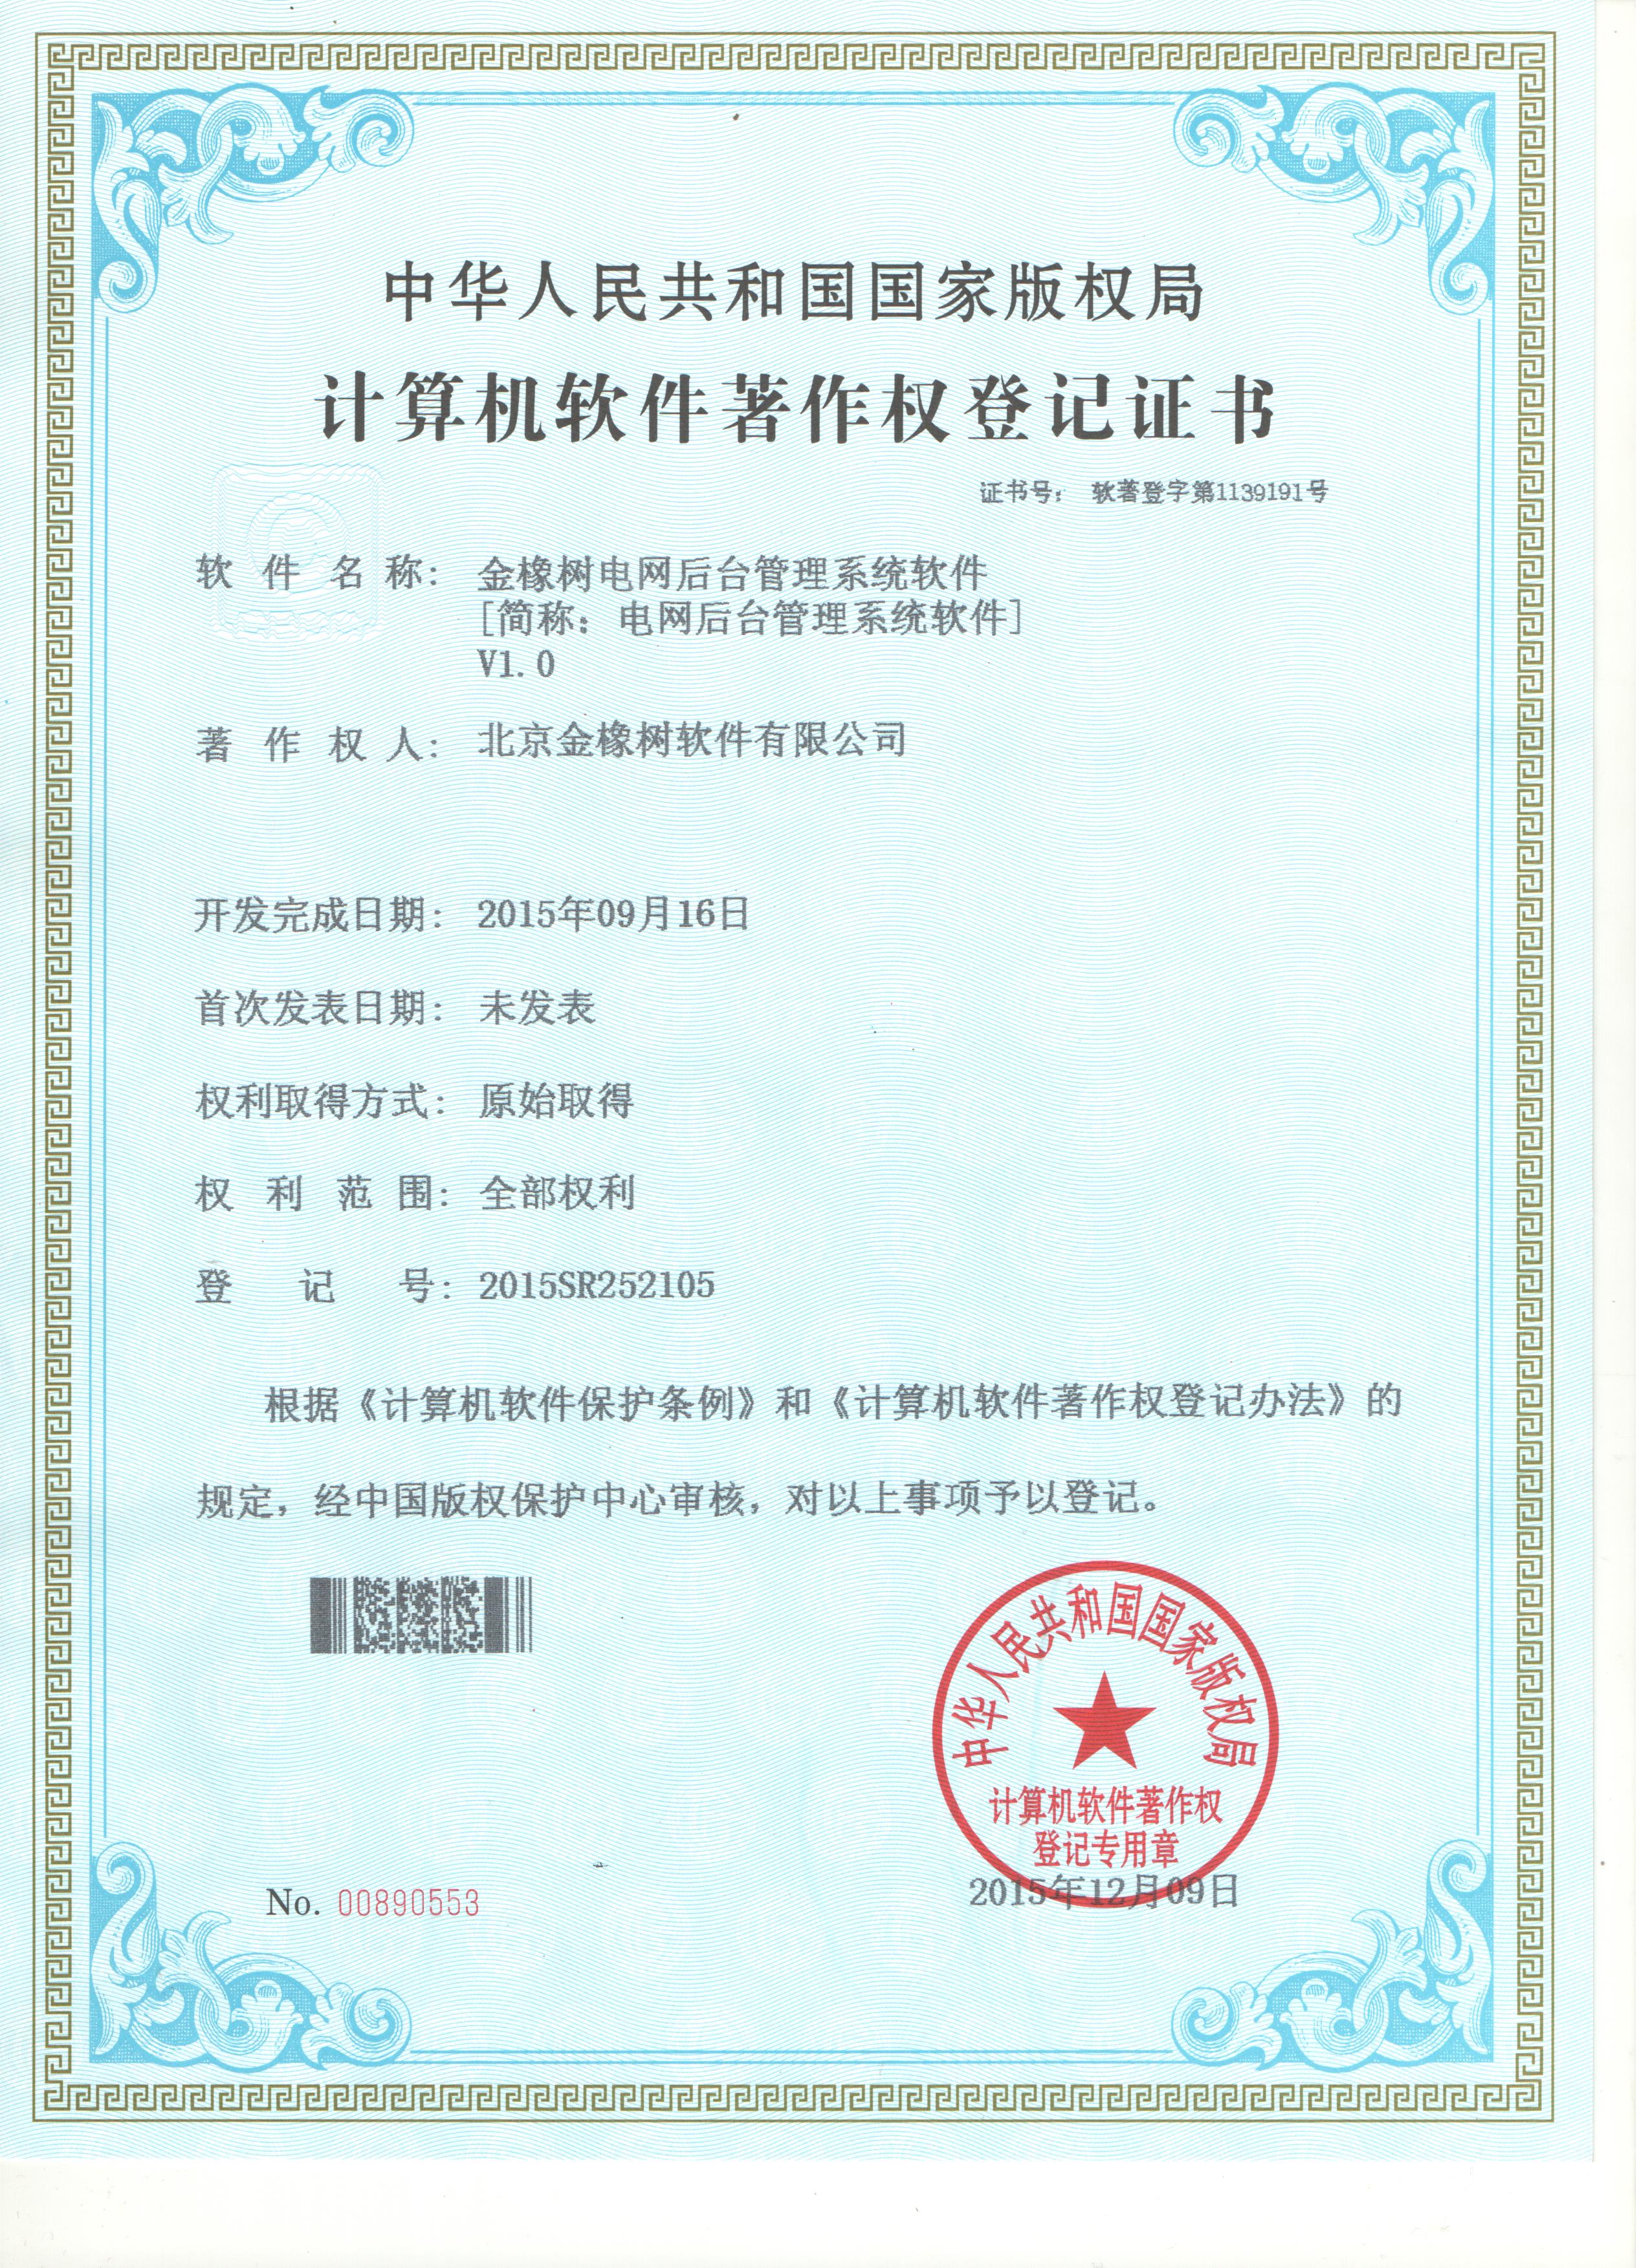 中华人民共和国国家版权局
计算机软件著作权登记证书
证书号： 软著登字第1139191号
软件名称： 金橡树电网后台管理系统软件
[简称：电网后台管理系统软件]
V1.0
著作权人： 北京金橡树软件有限公司
开发完成日期： 2015年09月16日
首次发表日期： 未发表
权利取得方式： 原始取得
权利范围： 全部权利
登记号： 2015SR252105
根据《计算机软件保护条例》和《计算机软件著作权登记办法》的
规定，经中国版权保护中心审核，对以上事项予以登记。
中华人民共和国国家版权局
计算机软件著作权
登记专用章
No. 00890553
2015年12月09日